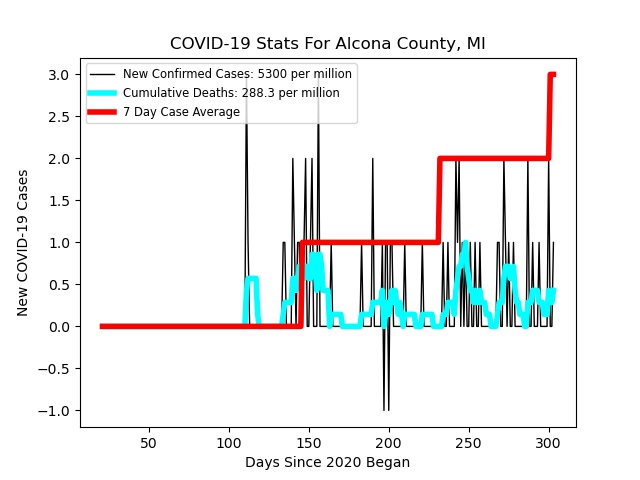 COVID-19 Stats For Alcona County, MI
New Confirmed Cases: 5300 per million
Cumulative Deaths: 288.3 per million
7 Day Case Average
New COVID-19 Cases
3.0
2.5
2.0
1.5
1.0
0.5
0.0
−0.5
−1.0
50 100 150 200 250 300
Days Since 2020 Began